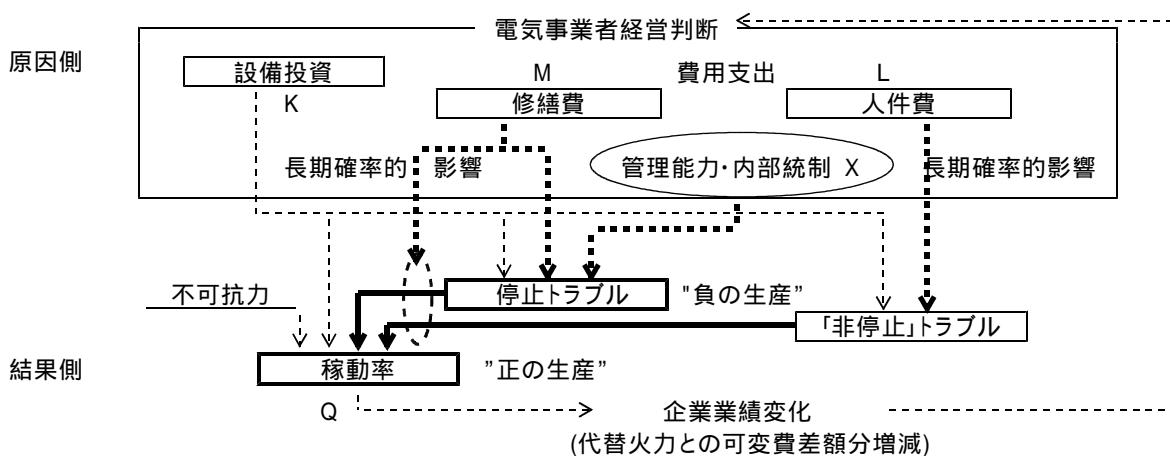 電気事業者経営判断
原因側
設備投資 M 費用支出 L
K 修繕費 人件費
長期確率的 影響 管理能力・内部統制 X 長期確率的影響
不可抗力 停止トラブル "負の生産”
「非停止」トラブル
結果側 稼動率 ”正の生産”
Q 企業業績変化
(代替火力との可変費差額分増減)